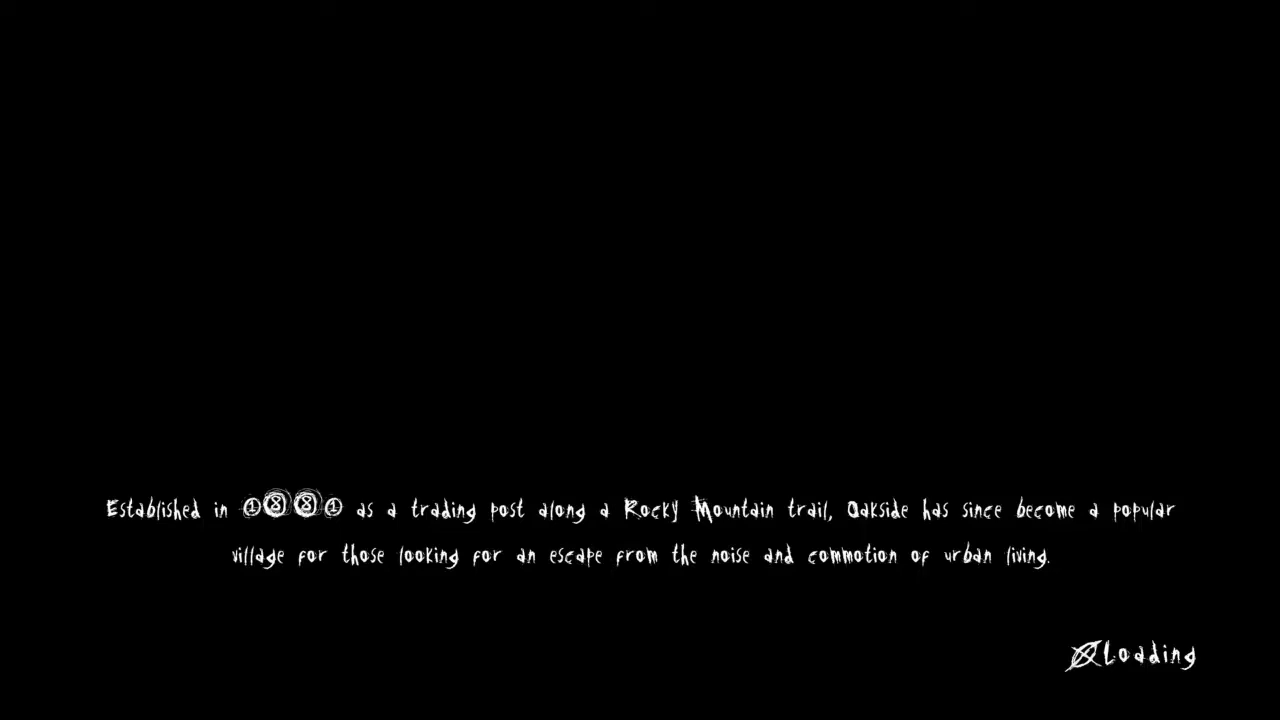 Established in 1881 as a trading post along a Rocky Mountain trail, Oakside has since become a popular
village for those looking for an escape from the noise and commotion of urban living.
Loading